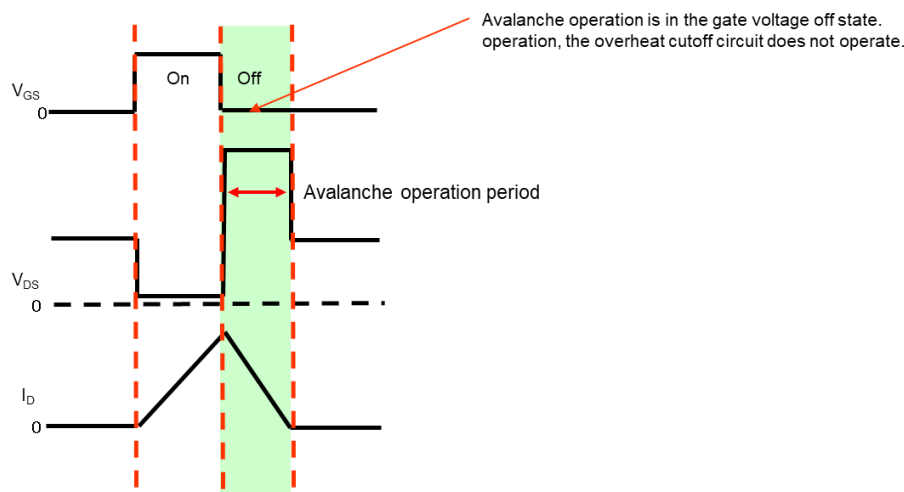 Avalanche operation is in the gate voltage off state.
operation, the overheat cutoff circuit does not operate.
On
Off
VGS
0
Avalanche operation period
VDS
0
ID
0